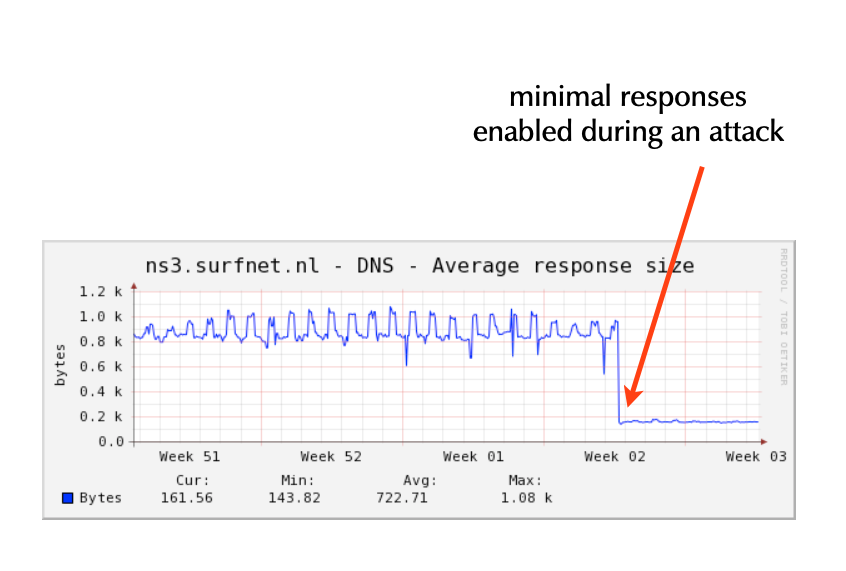 minimal responses
enabled during an attack
ns3.surfnet.nl - DNS - Average response size
RRDTOOL / TOBI OETIKER
bytes
1.2 k
1.0 k
0.8 k
0.6 k
0.4 k
0.2 k
0.0
Week 51 Week 52 Week 01 Week 02 Week 03
Cur: Min: Avg: Max:
Bytes 161.56 143.82 722.71 1.08 k